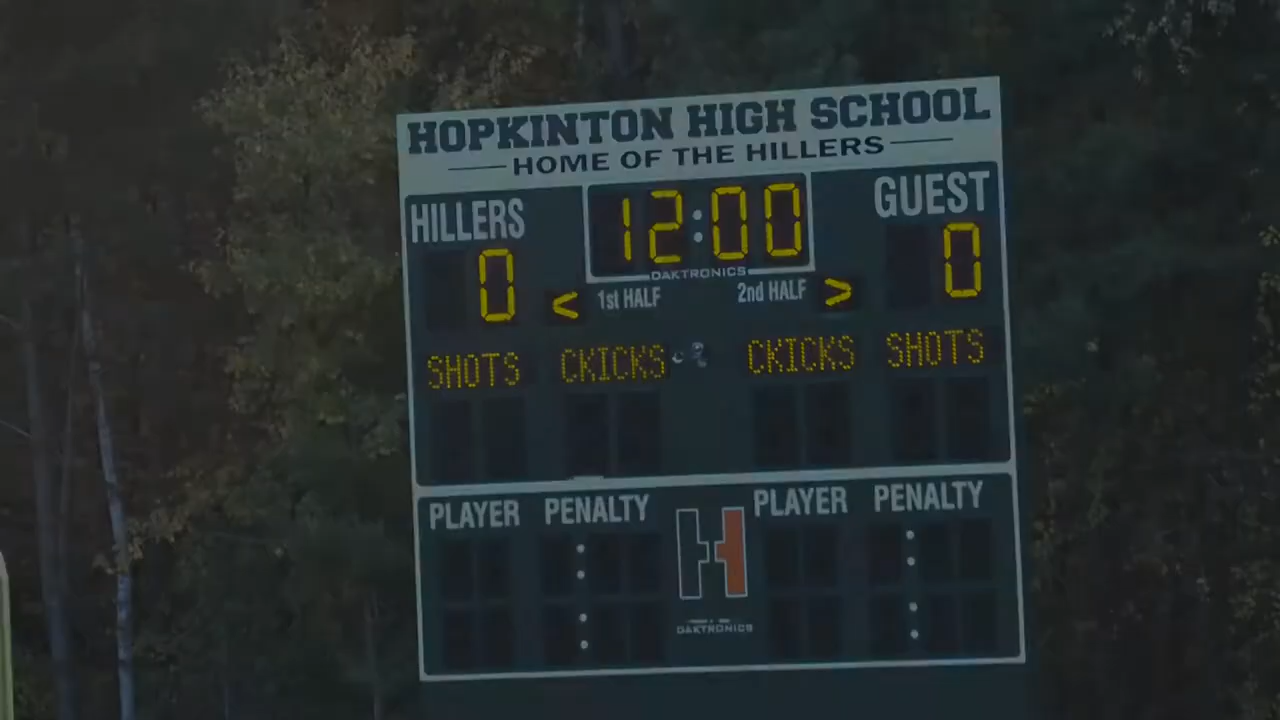 HOPKINTON HIGH SCHOOL
HOME OF THE HILLERS
HILLERS 12:00 GUEST
DAKTRONICS
0 < 1st HALF 2nd HALF > 0
SHOTS CKICKS CKICKS SHOTS
PLAYER PENALTY PLAYER PENALTY
H
DAKTRONICS